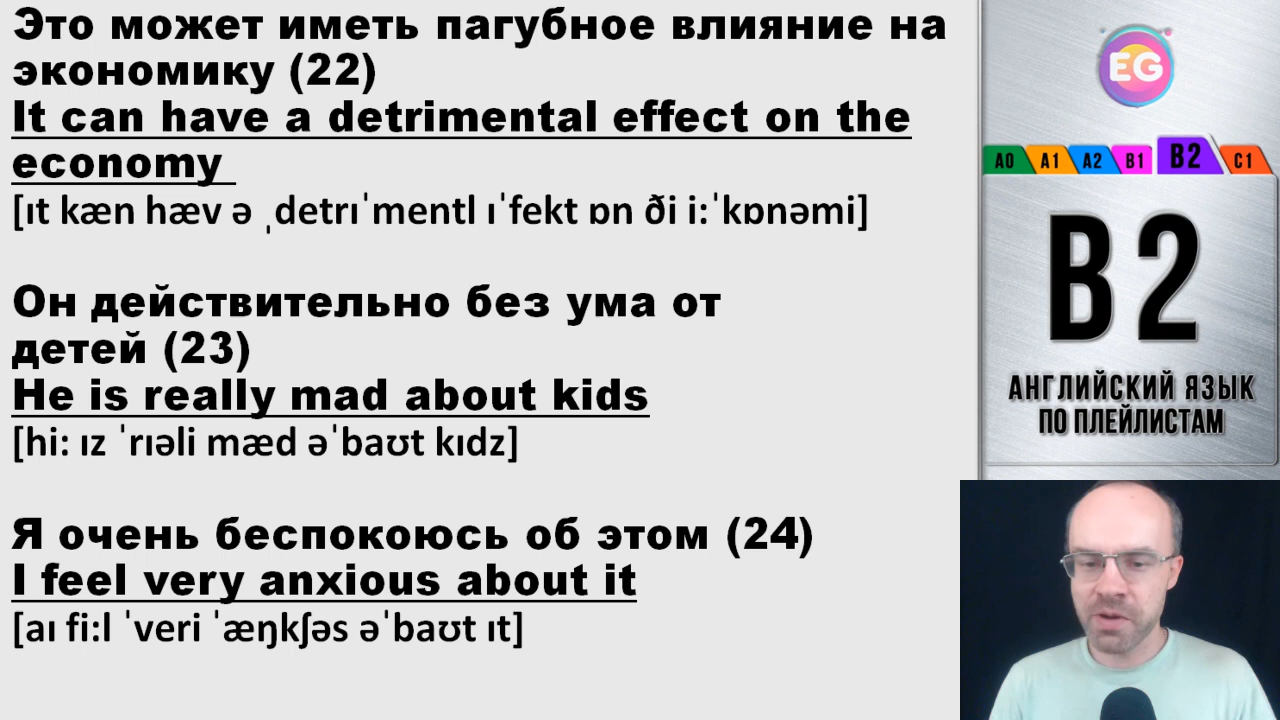 Это может иметь пагубное влияние на
экономику (22)
It can have a detrimental effect on the
economy
[ɪt kæn hæv ə ˌdetrɪˈmentl ɪˈfekt ɒn ði i:ˈkɒnəmi]
Он действительно без ума от
детей (23)
He is really mad about kids
[hi: ɪz ˈrɪəli mæd əˈbaʊt kɪdz]
Я очень беспокоюсь об этом (24)
I feel very anxious about it
[aɪ fi:l ˈveri ˈæŋkʃəs əˈbaʊt ɪt]
EG
A0 A1 A2 B1 B2 C1
B2
АНГЛИЙСКИЙ ЯЗЫК
ПО ПЛЕЙЛИСТАМ